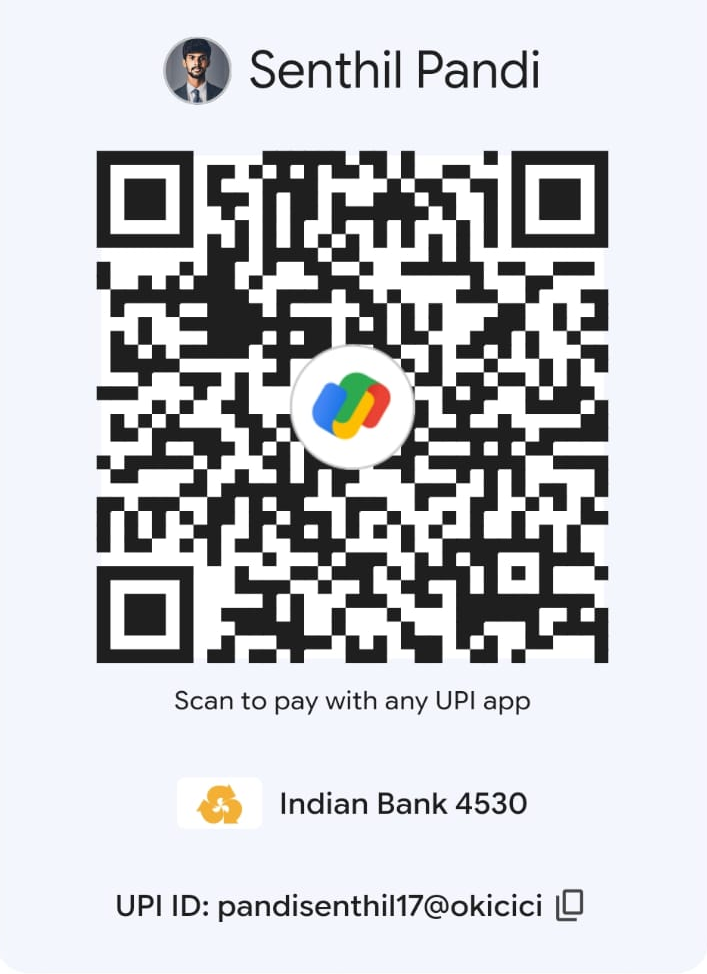 Senthil Pandi
Scan to pay with any UPI app
Indian Bank 4530
UPI ID: pandisenthil17@okicici